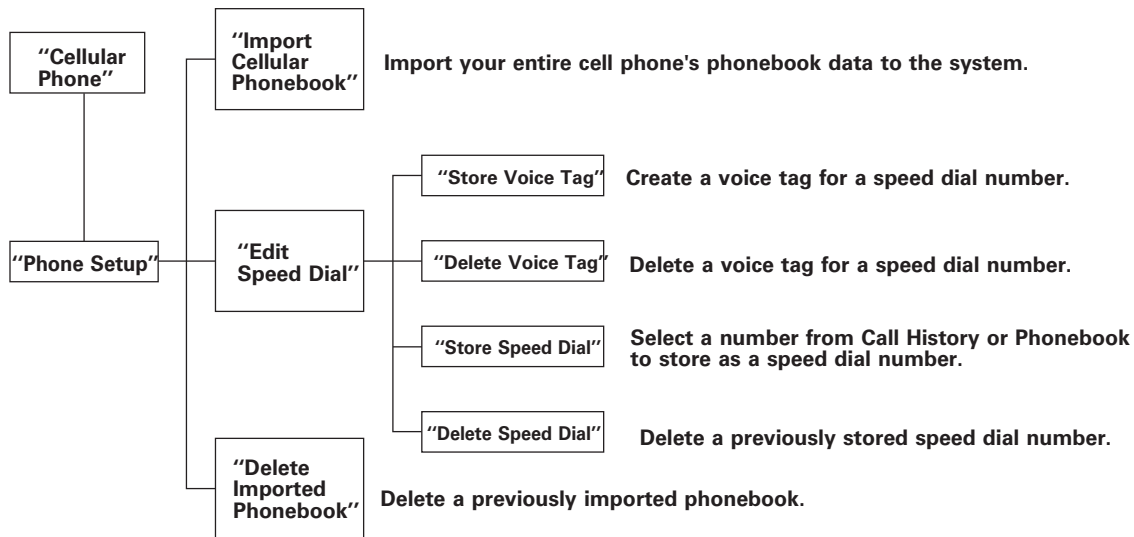 "Cellular
Phone"
"Import
Cellular
Phonebook"
Import your entire cell phone's phonebook data to the system.
"Store Voice Tag"
Create a voice tag for a speed dial number.
"Phone Setup"
"Edit
Speed Dial"
"Delete Voice Tag"
Delete a voice tag for a speed dial number.
"Store Speed Dial"
Select a number from Call History or Phonebook
to store as a speed dial number.
"Delete Speed Dial"
Delete a previously stored speed dial number.
"Delete
Imported
Phonebook"
Delete a previously imported phonebook.